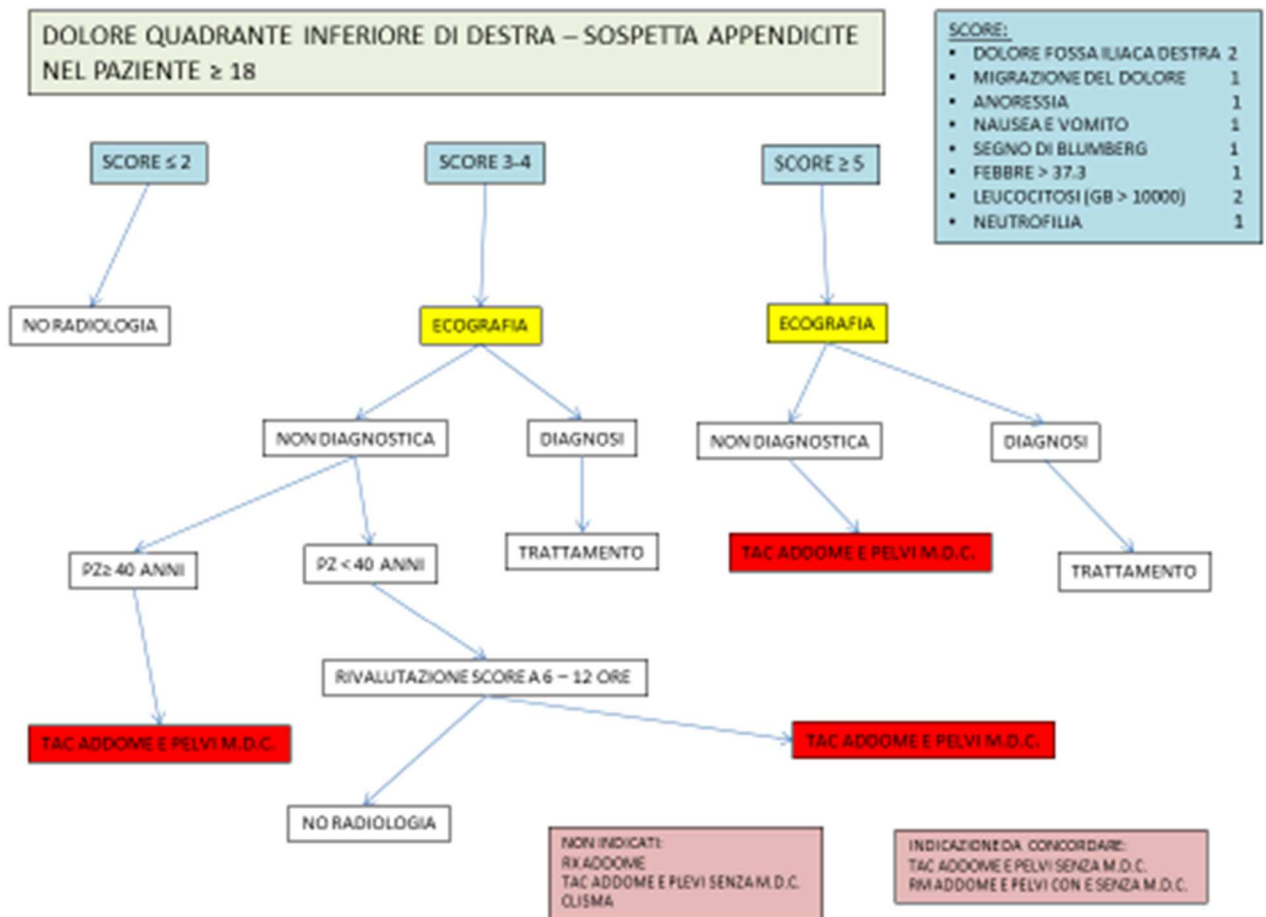 DOLORE QUADRANTE INFERIORE DI DESTRA – SOSPETTA APPENDICITE
NEL PAZIENTE ≥ 18
SCORE:
▪ DOLORE FOSSA ILIACA DESTRA 2
▪ MIGRAZIONE DEL DOLORE 1
▪ ANORESSIA 1
▪ NAUSEA E VOMITO 1
▪ SEGNO DI BLUMBERG 1
▪ FEBBRE > 37.3 1
▪ LEUCOCITOSI (GB > 10000) 2
▪ NEUTROFILIA 1
SCORE ≤ 2
SCORE 3-4
SCORE ≥ 5
NO RADIOLOGIA
ECOGRAFIA
ECOGRAFIA
NON DIAGNOSTICA
DIAGNOSI
NON DIAGNOSTICA
DIAGNOSI
PZ≥ 40 ANNI
PZ < 40 ANNI
TRATTAMENTO
TAC ADDOME E PELVI M.D.C.
TRATTAMENTO
RIVALUTAZIONE SCORE A 6 – 12 ORE
TAC ADDOME E PELVI M.D.C.
TAC ADDOME E PELVI M.D.C.
NO RADIOLOGIA
NON INDICATI:
RX ADDOME
TAC ADDOME E PLEVI SENZA M.D.C.
CLISMA
INDICAZIONE DA CONCORDARE:
TAC ADDOME E PELVI SENZA M.D.C.
RM ADDOME E PELVI CON E SENZA M.D.C.